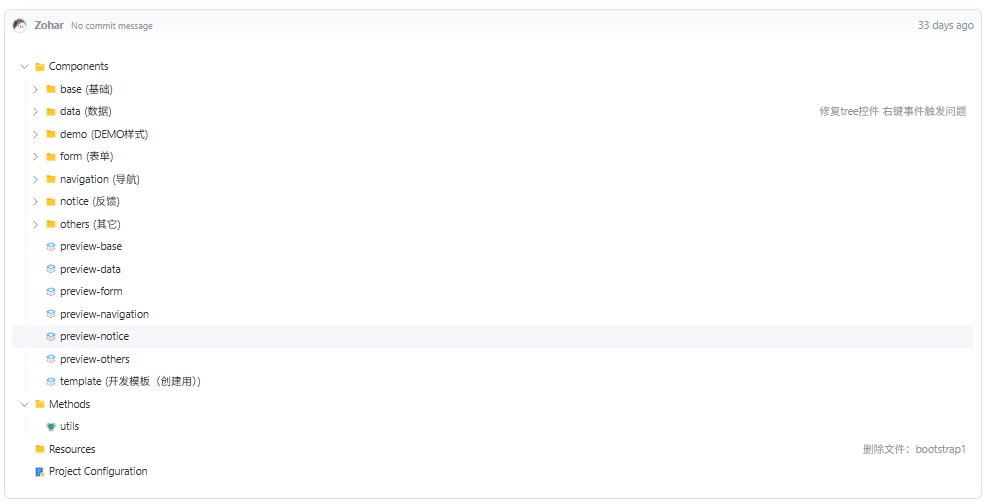 Zohar No commit message 33 days ago
Components
base (基础)
data (数据) 修复tree控件 右键事件触发问题
demo (DEMO样式)
form (表单)
navigation (导航)
notice (反馈)
others (其它)
preview-base
preview-data
preview-form
preview-navigation
preview-notice
preview-others
template (开发模板（创建用）)
Methods
utils
Resources 删除文件：bootstrap1
Project Configuration